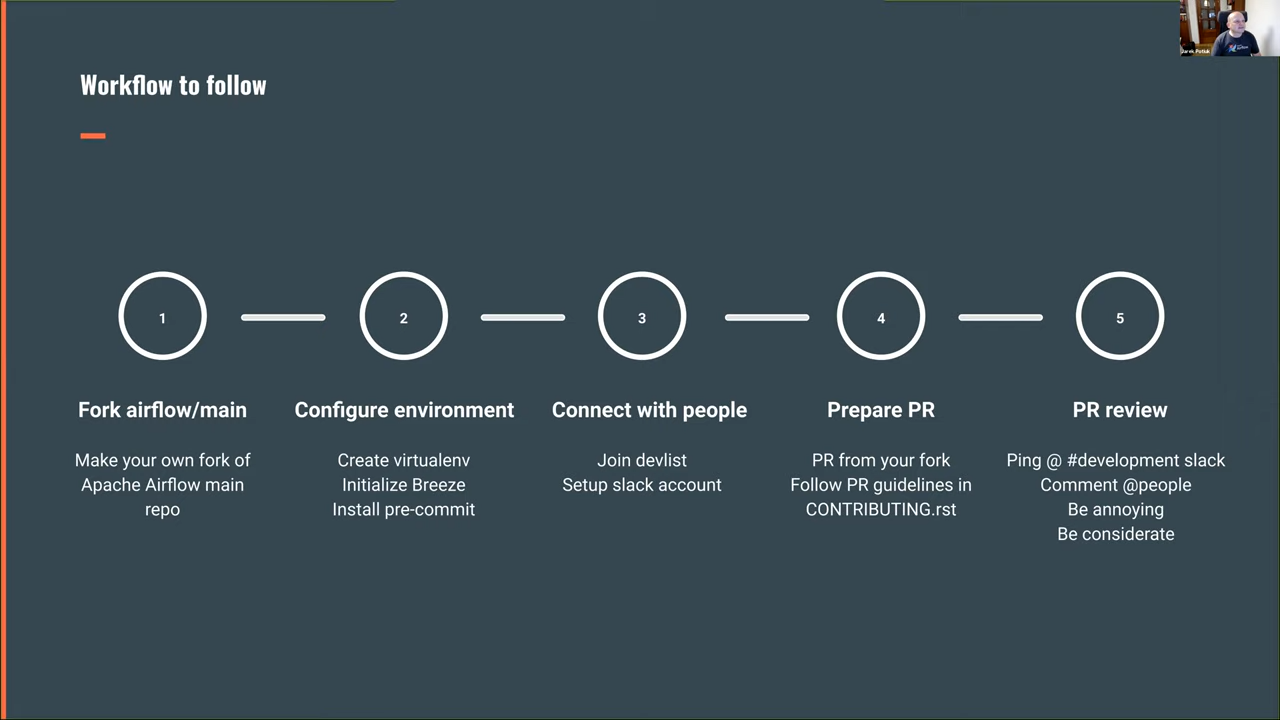 Jarek Potiuk
Workflow to follow
1
2
3
4
5
Fork airflow/main
Make your own fork of
Apache Airflow main
repo
Configure environment
Create virtualenv
Initialize Breeze
Install pre-commit
Connect with people
Join devlist
Setup slack account
Prepare PR
PR from your fork
Follow PR guidelines in
CONTRIBUTING.rst
PR review
Ping @ #development slack
Comment @people
Be annoying
Be considerate